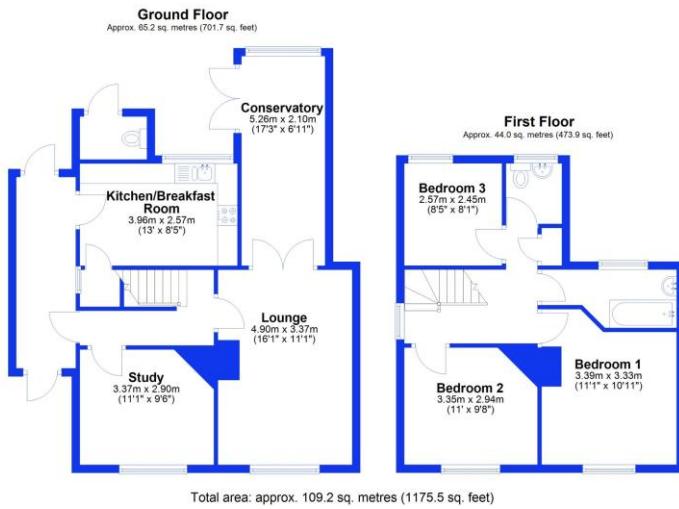 Ground Floor
Approx. 65.2 sq. metres (701.7 sq. feet)
Conservatory
5.26m x 2.10m
(17'3" x 6'11")
Kitchen/Breakfast
Room
3.96m x 2.57m
(13' x 8'5")
Lounge
4.90m x 3.37m
(16'1" x 11'1")
Study
3.37m x 2.90m
(11'1" x 9'6")
First Floor
Approx. 44.0 sq. metres (473.9 sq. feet)
Bedroom 3
2.57m x 2.45m
(8'5" x 8'1")
Bedroom 2
3.35m x 2.94m
(11' x 9'8")
Bedroom 1
3.39m x 3.33m
(11'1" x 10'11")
Total area: approx. 109.2 sq. metres (1175.5 sq. feet)